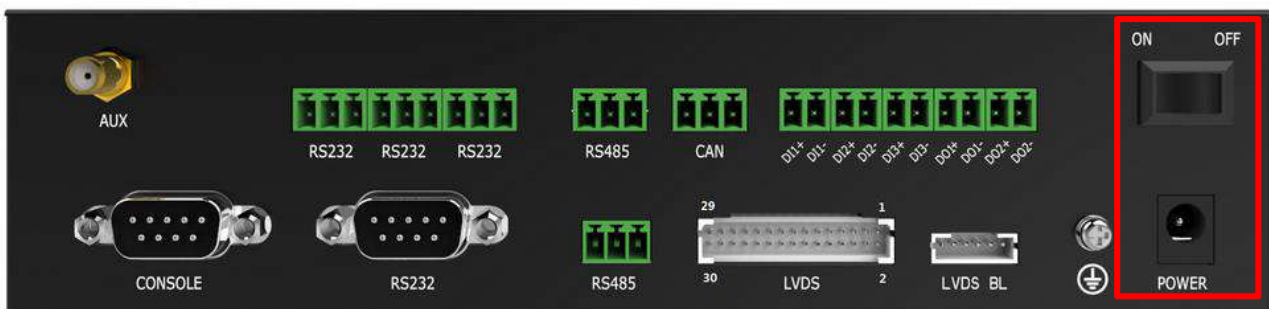 ON OFF
AUX
RS232 RS232 RS232 RS485 CAN DI1+ DI1- DI2+ DI2- DI3+ DI3- DO1+ DO1- DO2+ DO2-
29 1
30 2
CONSOLE RS232 RS485 LVDS LVDS BL POWER